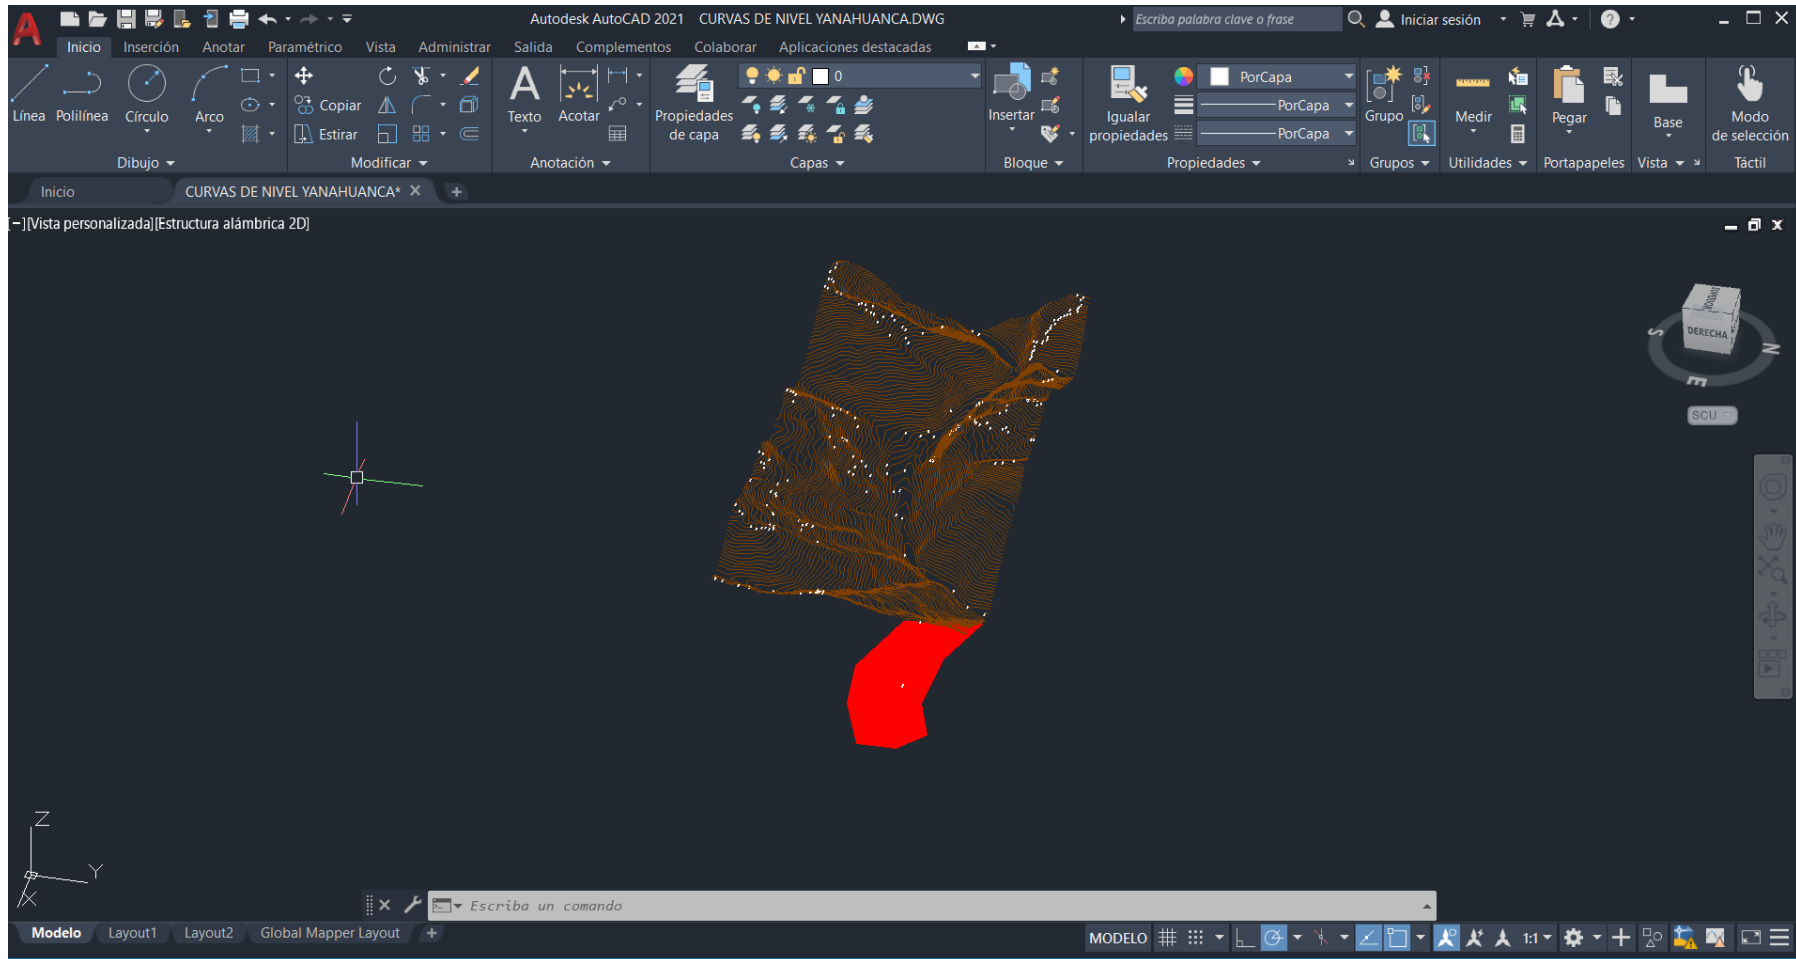 Autodesk AutoCAD 2021 CURVAS DE NIVEL YANAHUANCA.DWG
Escriba palabra clave o frase
Iniciar sesión
Inicio Inserción Anotar Paramétrico Vista Administrar Salida Complementos Colaborar Aplicaciones destacadas
Línea Polilínea Círculo Arco
Copiar
Estirar
Texto Acotar
Propiedades
de capa
0
Insertar
Igualar
propiedades
PorCapa
PorCapa
PorCapa
Grupo
Medir
Pegar
Base
Modo
de selección
Dibujo Modificar Anotación Capas Bloque Propiedades Grupos Utilidades Portapapeles Vista Táctil
Inicio CURVAS DE NIVEL YANAHUANCA*
[−][Vista personalizada][Estructura alámbrica 2D]
DERECHA
S
N
E
SCU
Z
Y
X
Escriba un comando
Modelo Layout1 Layout2 Global Mapper Layout
MODELO
1:1